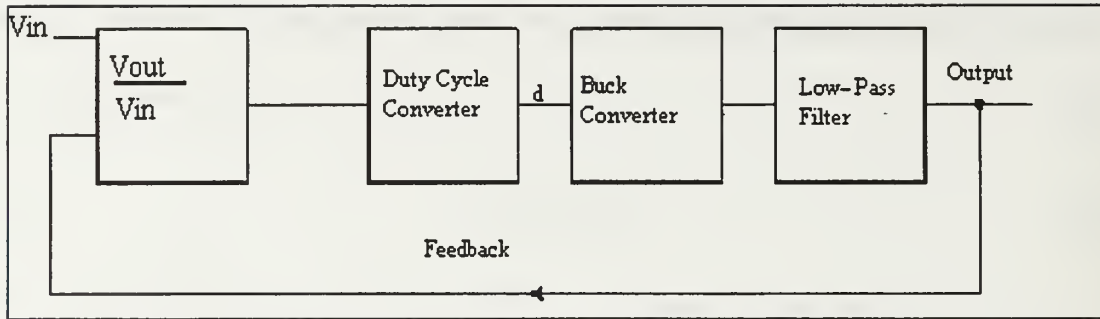 Vin
Vout
Vin
Duty Cycle
Converter
d
Buck
Converter
Low-Pass
Filter
Output
Feedback